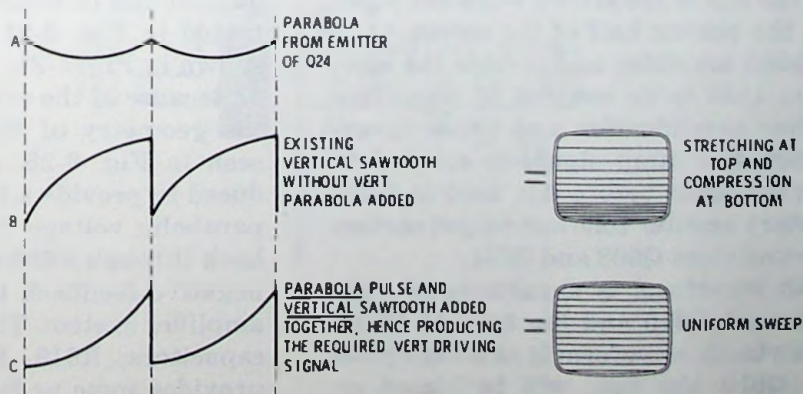 A
PARABOLA
FROM EMITTER
OF Q24
B
EXISTING
VERTICAL SAWTOOTH
WITHOUT VERT
PARABOLA ADDED
=
STRETCHING AT
TOP AND
COMPRESSION
AT BOTTOM
C
PARABOLA PULSE AND
VERTICAL SAWTOOTH ADDED
TOGETHER, HENCE PRODUCING
THE REQUIRED VERT DRIVING
SIGNAL
=
UNIFORM SWEEP